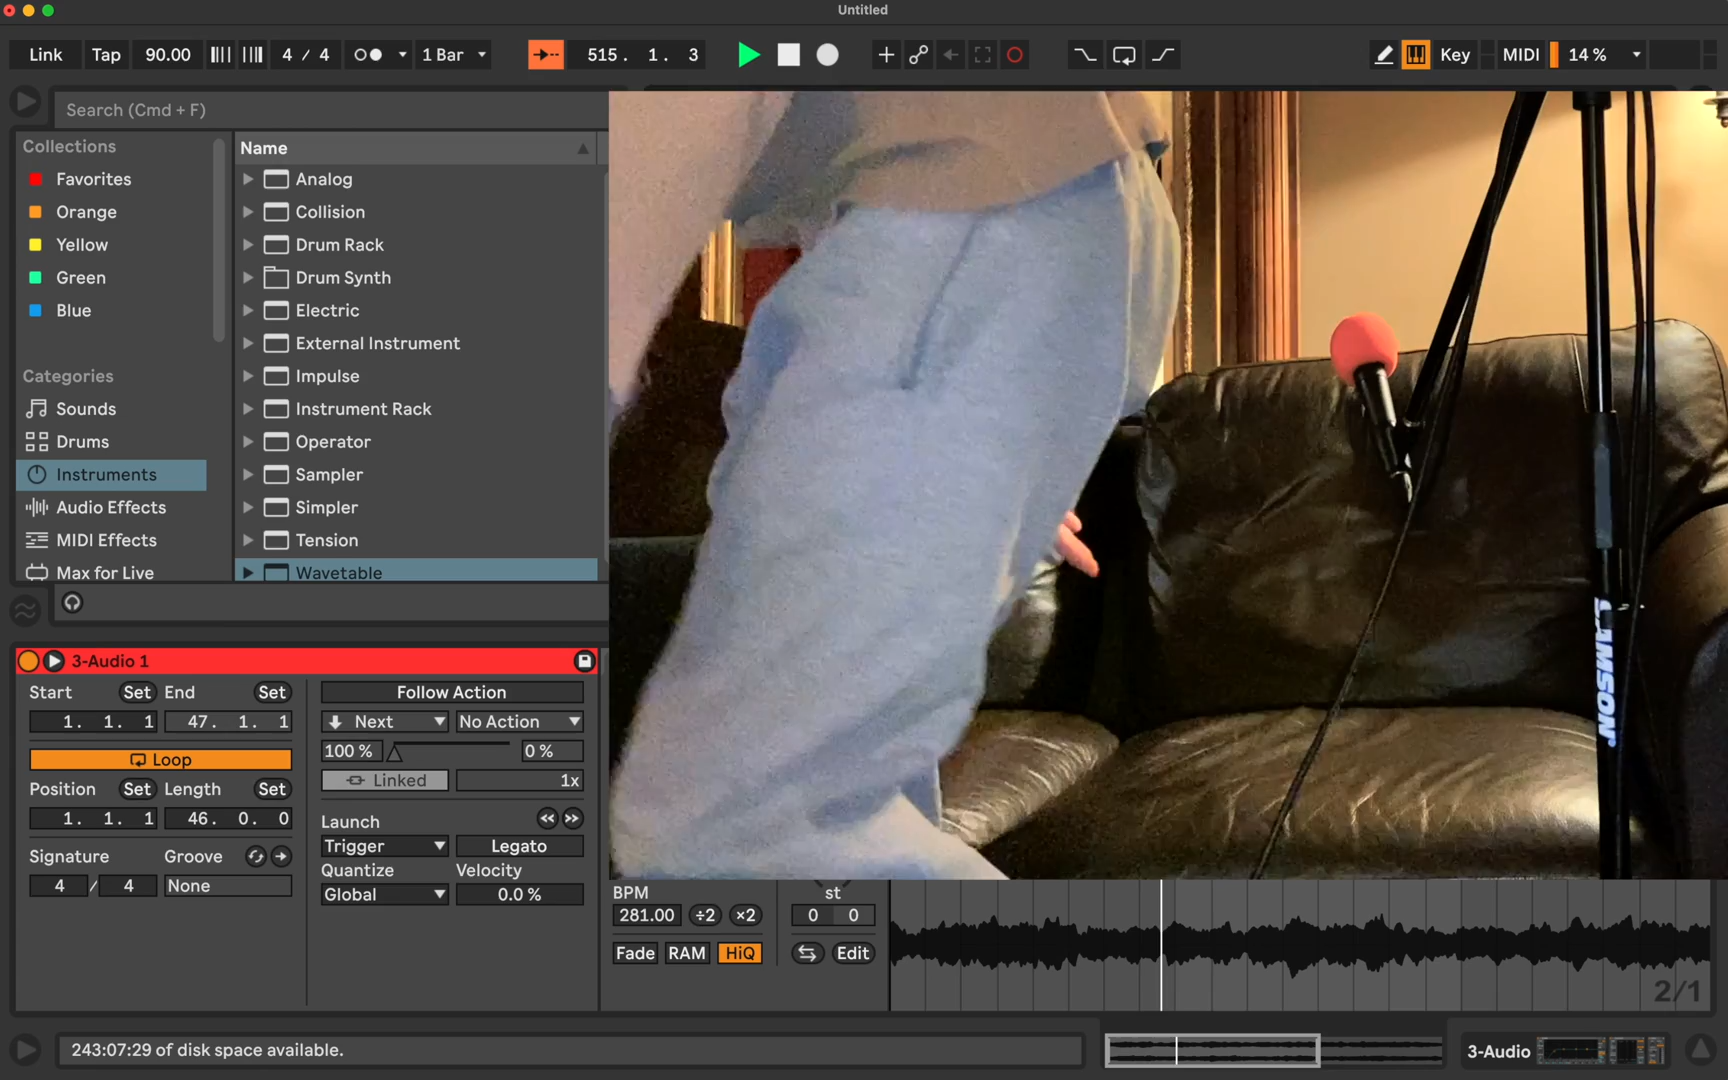 Untitled
Link Tap 90.00 4 / 4 1 Bar 515. 1. 3 Key MIDI 14 %
Search (Cmd + F)
Collections
Favorites
Orange
Yellow
Green
Blue
Categories
Sounds
Drums
Instruments
Audio Effects
MIDI Effects
Max for Live
Name
Analog
Collision
Drum Rack
Drum Synth
Electric
External Instrument
Impulse
Instrument Rack
Operator
Sampler
Simpler
Tension
Wavetable
SAMSON
3-Audio 1
Start Set End Set
1. 1. 1 47. 1. 1
Loop
Position Set Length Set
1. 1. 1 46. 0. 0
Signature Groove
4 / 4 None
Follow Action
Next No Action
100 % 0 %
Linked 1x
Launch
Trigger Legato
Quantize Velocity
Global 0.0 %
BPM st
281.00 ÷2 ×2 0 0
Fade RAM HiQ Edit
2/1
243:07:29 of disk space available.
3-Audio